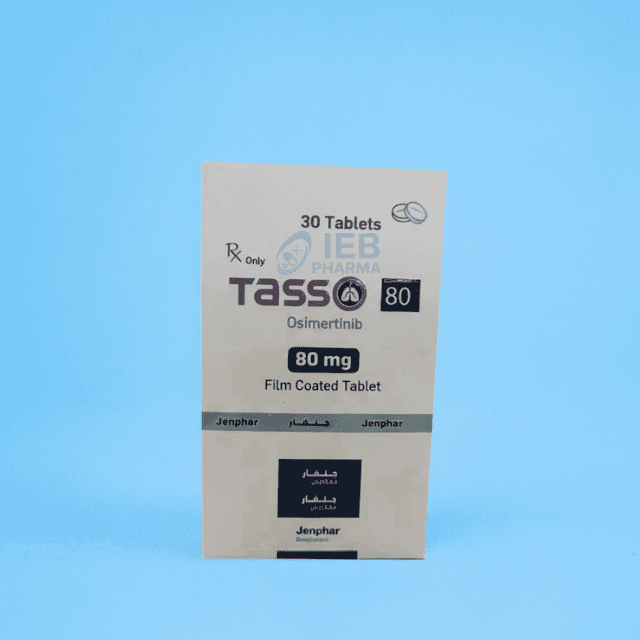 30 Tablets
IEB
PHARMA
Rx Only
Tasso 80
Osimertinib
80 mg
Film Coated Tablet
Jenphar جلفار Jenphar
جلفار
جلفار
Jenphar